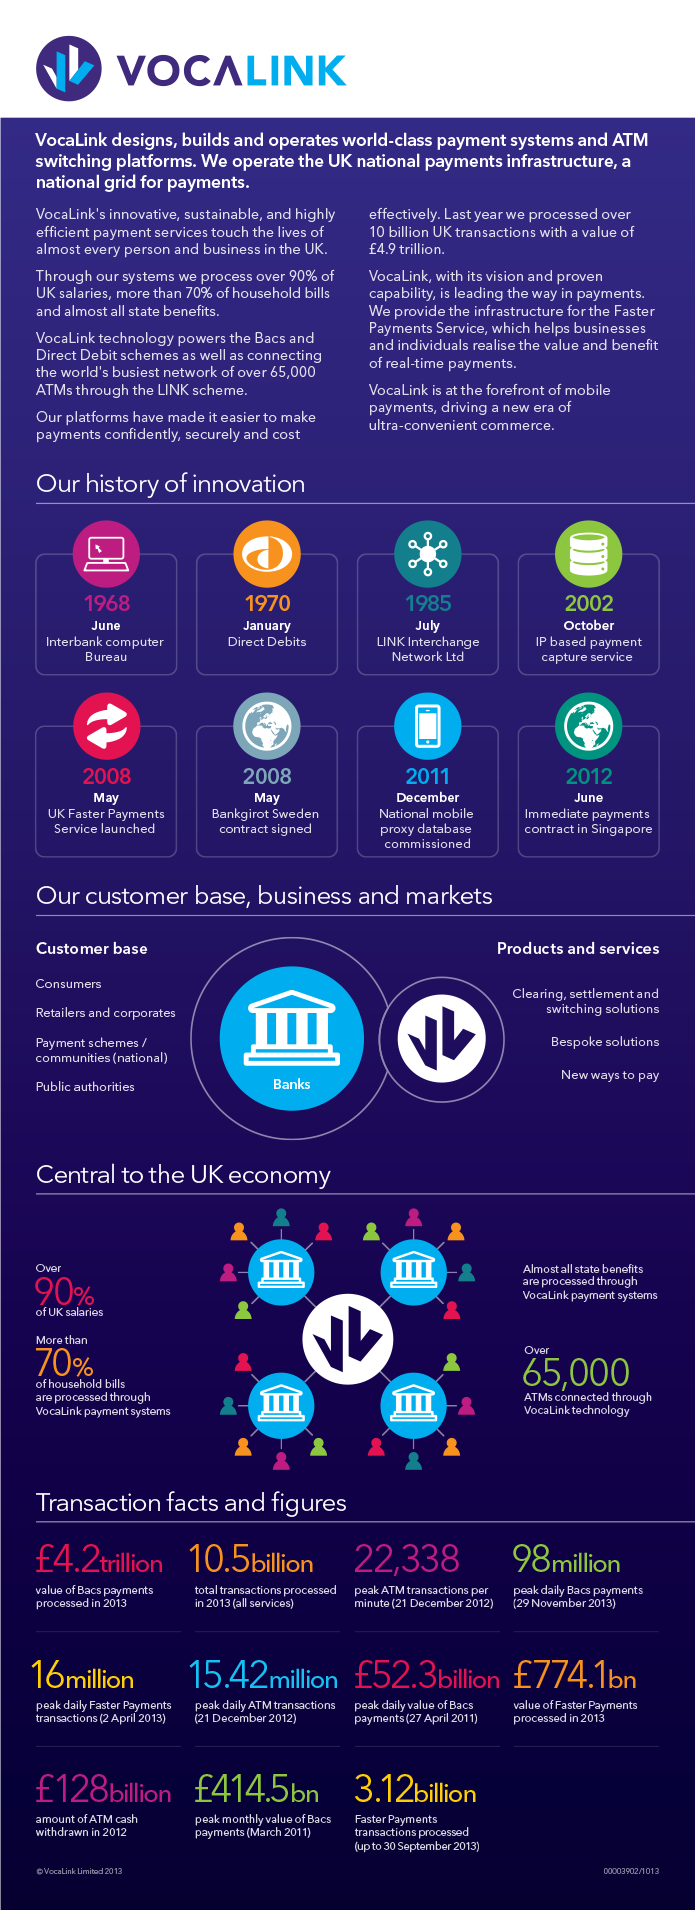 VOCALINK
VocaLink designs, builds and operates world-class payment systems and ATM
switching platforms. We operate the UK national payments infrastructure, a
national grid for payments.
VocaLink's innovative, sustainable, and highly
efficient payment services touch the lives of
almost every person and business in the UK.
Through our systems we process over 90% of
UK salaries, more than 70% of household bills
and almost all state benefits.
VocaLink technology powers the Bacs and
Direct Debit schemes as well as connecting
the world's busiest network of over 65,000
ATMs through the LINK scheme.
Our platforms have made it easier to make
payments confidently, securely and cost
effectively. Last year we processed over
10 billion UK transactions with a value of
£4.9 trillion.
VocaLink, with its vision and proven
capability, is leading the way in payments.
We provide the infrastructure for the Faster
Payments Service, which helps businesses
and individuals realise the value and benefit
of real-time payments.
VocaLink is at the forefront of mobile
payments, driving a new era of
ultra-convenient commerce.
Our history of innovation
1968
June
Interbank computer
Bureau
1970
January
Direct Debits
1985
July
LINK Interchange
Network Ltd
2002
October
IP based payment
capture service
2008
May
UK Faster Payments
Service launched
2008
May
Bankgirot Sweden
contract signed
2011
December
National mobile
proxy database
commissioned
2012
June
Immediate payments
contract in Singapore
Our customer base, business and markets
Customer base
Consumers
Retailers and corporates
Payment schemes /
communities (national)
Public authorities
Banks
Products and services
Clearing, settlement and
switching solutions
Bespoke solutions
New ways to pay
Central to the UK economy
Over
90%
of UK salaries
More than
70%
of household bills
are processed through
VocaLink payment systems
Almost all state benefits
are processed through
VocaLink payment systems
Over
65,000
ATMs connected through
VocaLink technology
Transaction facts and figures
£4.2trillion
value of Bacs payments
processed in 2013
10.5billion
total transactions processed
in 2013 (all services)
22,338
peak ATM transactions per
minute (21 December 2012)
98million
peak daily Bacs payments
(29 November 2013)
16million
peak daily Faster Payments
transactions (2 April 2013)
15.42million
peak daily ATM transactions
(21 December 2012)
£52.3billion
peak daily value of Bacs
payments (27 April 2011)
£774.1bn
value of Faster Payments
processed in 2013
£128billion
amount of ATM cash
withdrawn in 2012
£414.5bn
peak monthly value of Bacs
payments (March 2011)
3.12billion
Faster Payments
transactions processed
(up to 30 September 2013)
© VocaLink Limited 2013
00003902/1013